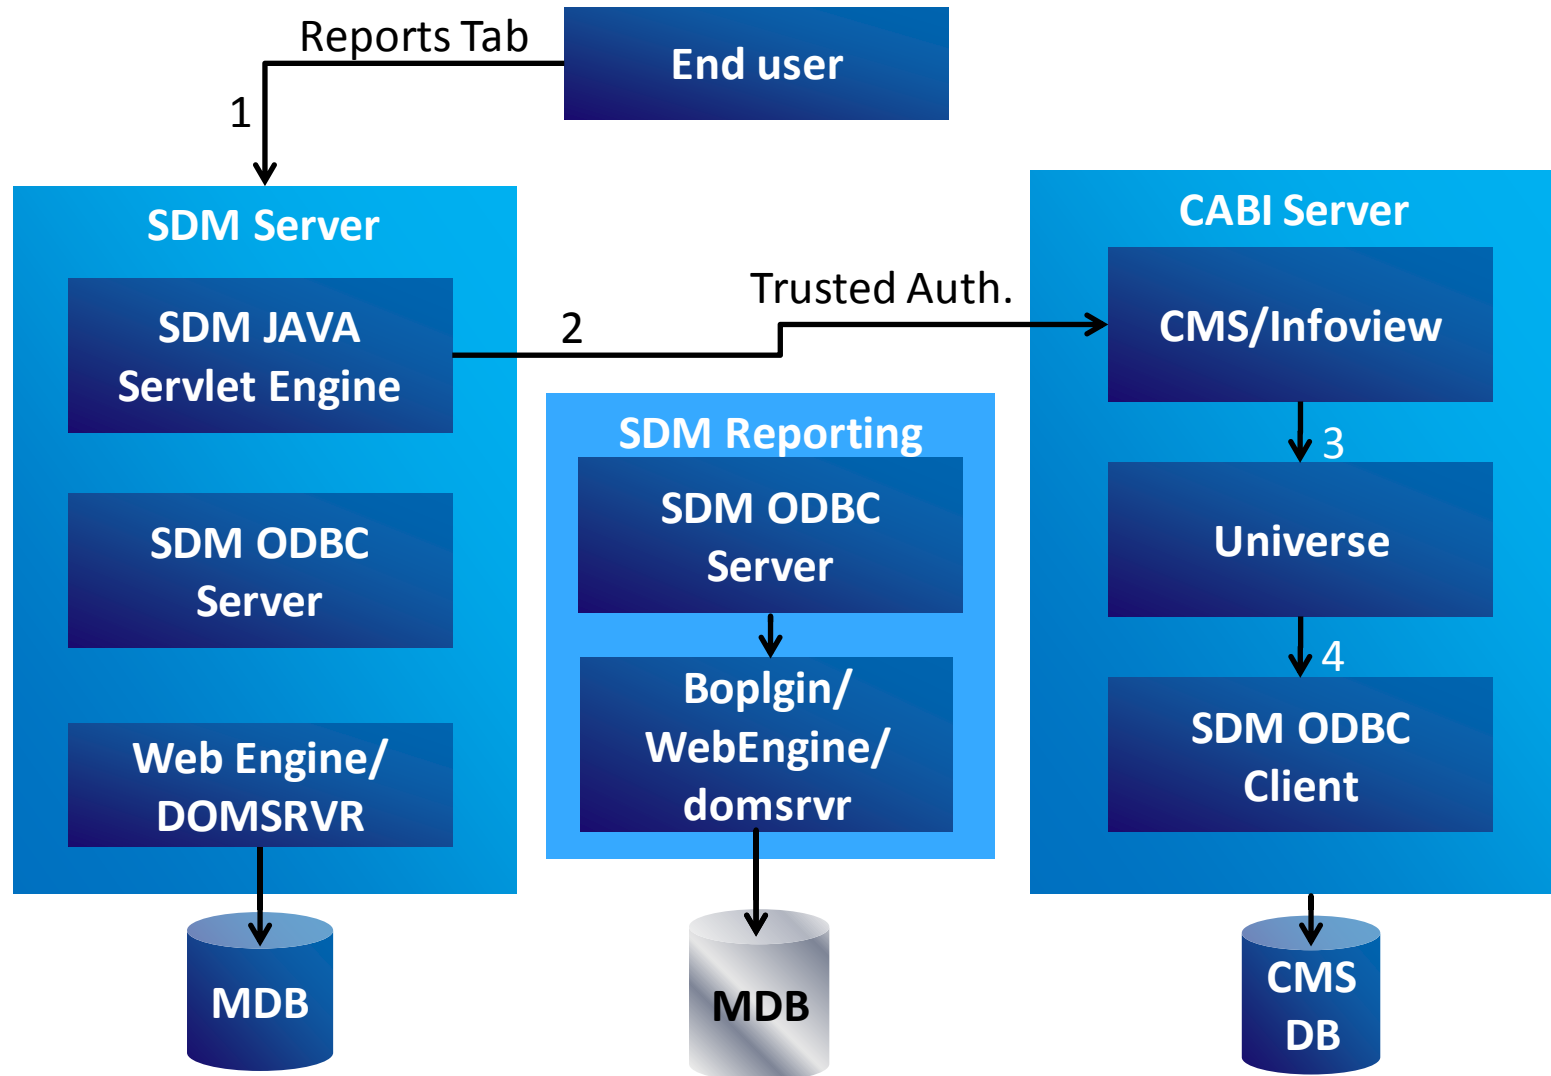 Reports Tab
End user
1
SDM Server
SDM JAVA
Servlet Engine
SDM ODBC
Server
Web Engine/
DOMSRVR
MDB
2
Trusted Auth.
SDM Reporting
SDM ODBC
Server
Boplgin/
WebEngine/
domsrvr
MDB
CABI Server
CMS/Infoview
3
Universe
4
SDM ODBC
Client
CMS
DB